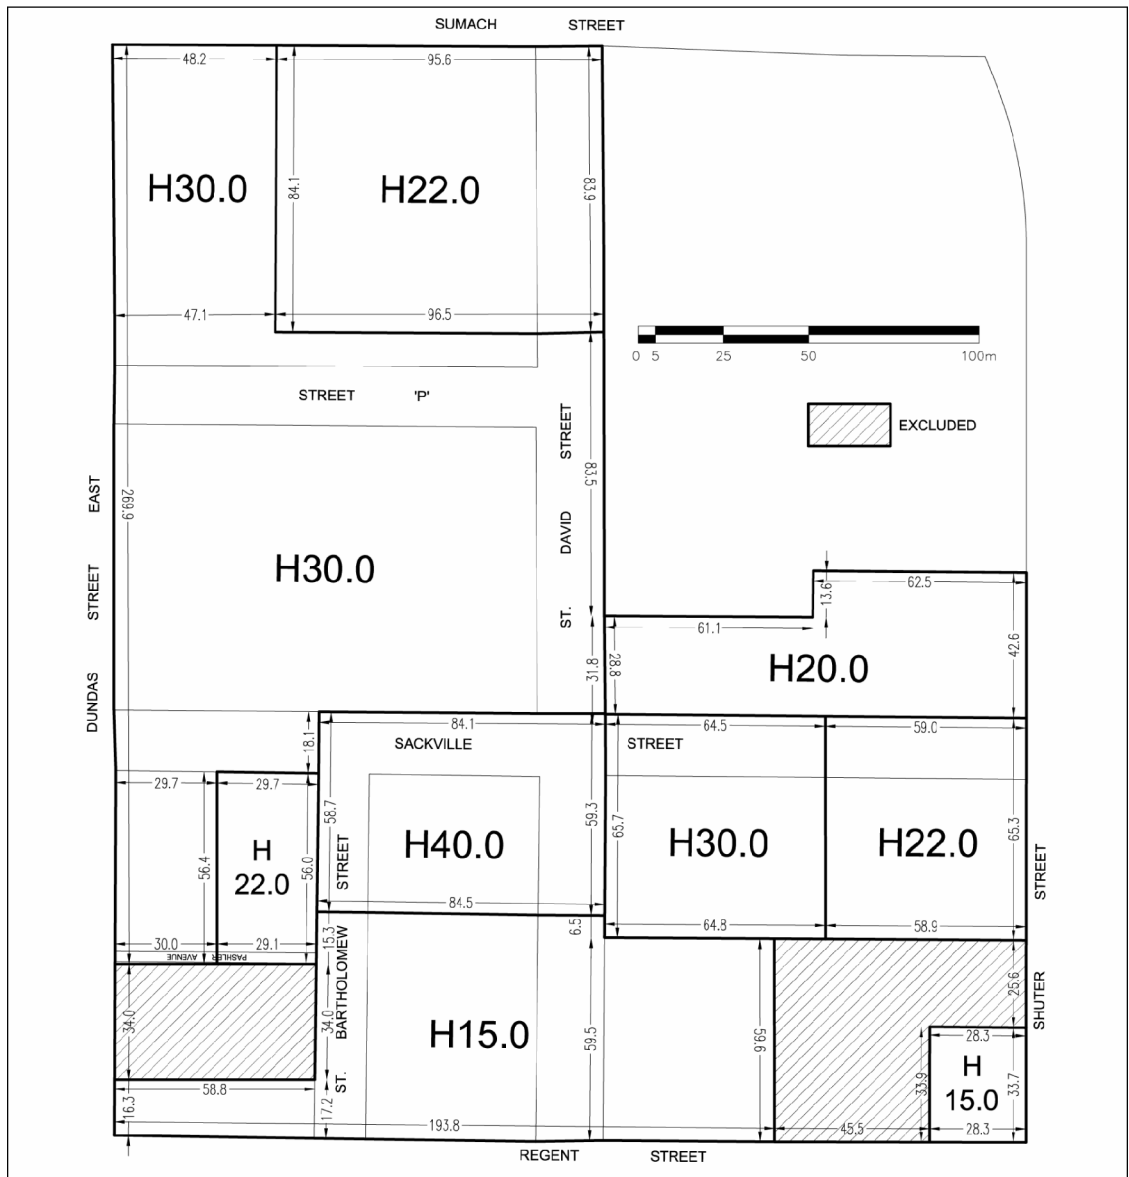 SUMACH STREET
48.2 95.6
H30.0 84.1 H22.0 83.9
47.1 96.5
0 5 25 50 100m
STREET 'P'
EXCLUDED
DUNDAS STREET EAST
269.9
ST. DAVID STREET
83.5
H30.0
13.6 62.5
61.1
31.8 28.8 H20.0 42.6
18.1 84.1 64.5 59.0
SACKVILLE STREET
29.7 29.7
56.4 H 56.0
22.0
58.7 H40.0 59.3
65.7 H30.0 H22.0 65.3
84.5 64.8 58.9
30.0 29.1
PASHLER
AVENUE
ST. BARTHOLOMEW STREET
15.3 6.5
34.0 34.0 H15.0 59.5 59.6
25.6
SHUTER STREET
28.3
33.9 H 33.7
15.0
58.8
16.3 17.2
193.8 45.5 28.3
REGENT STREET